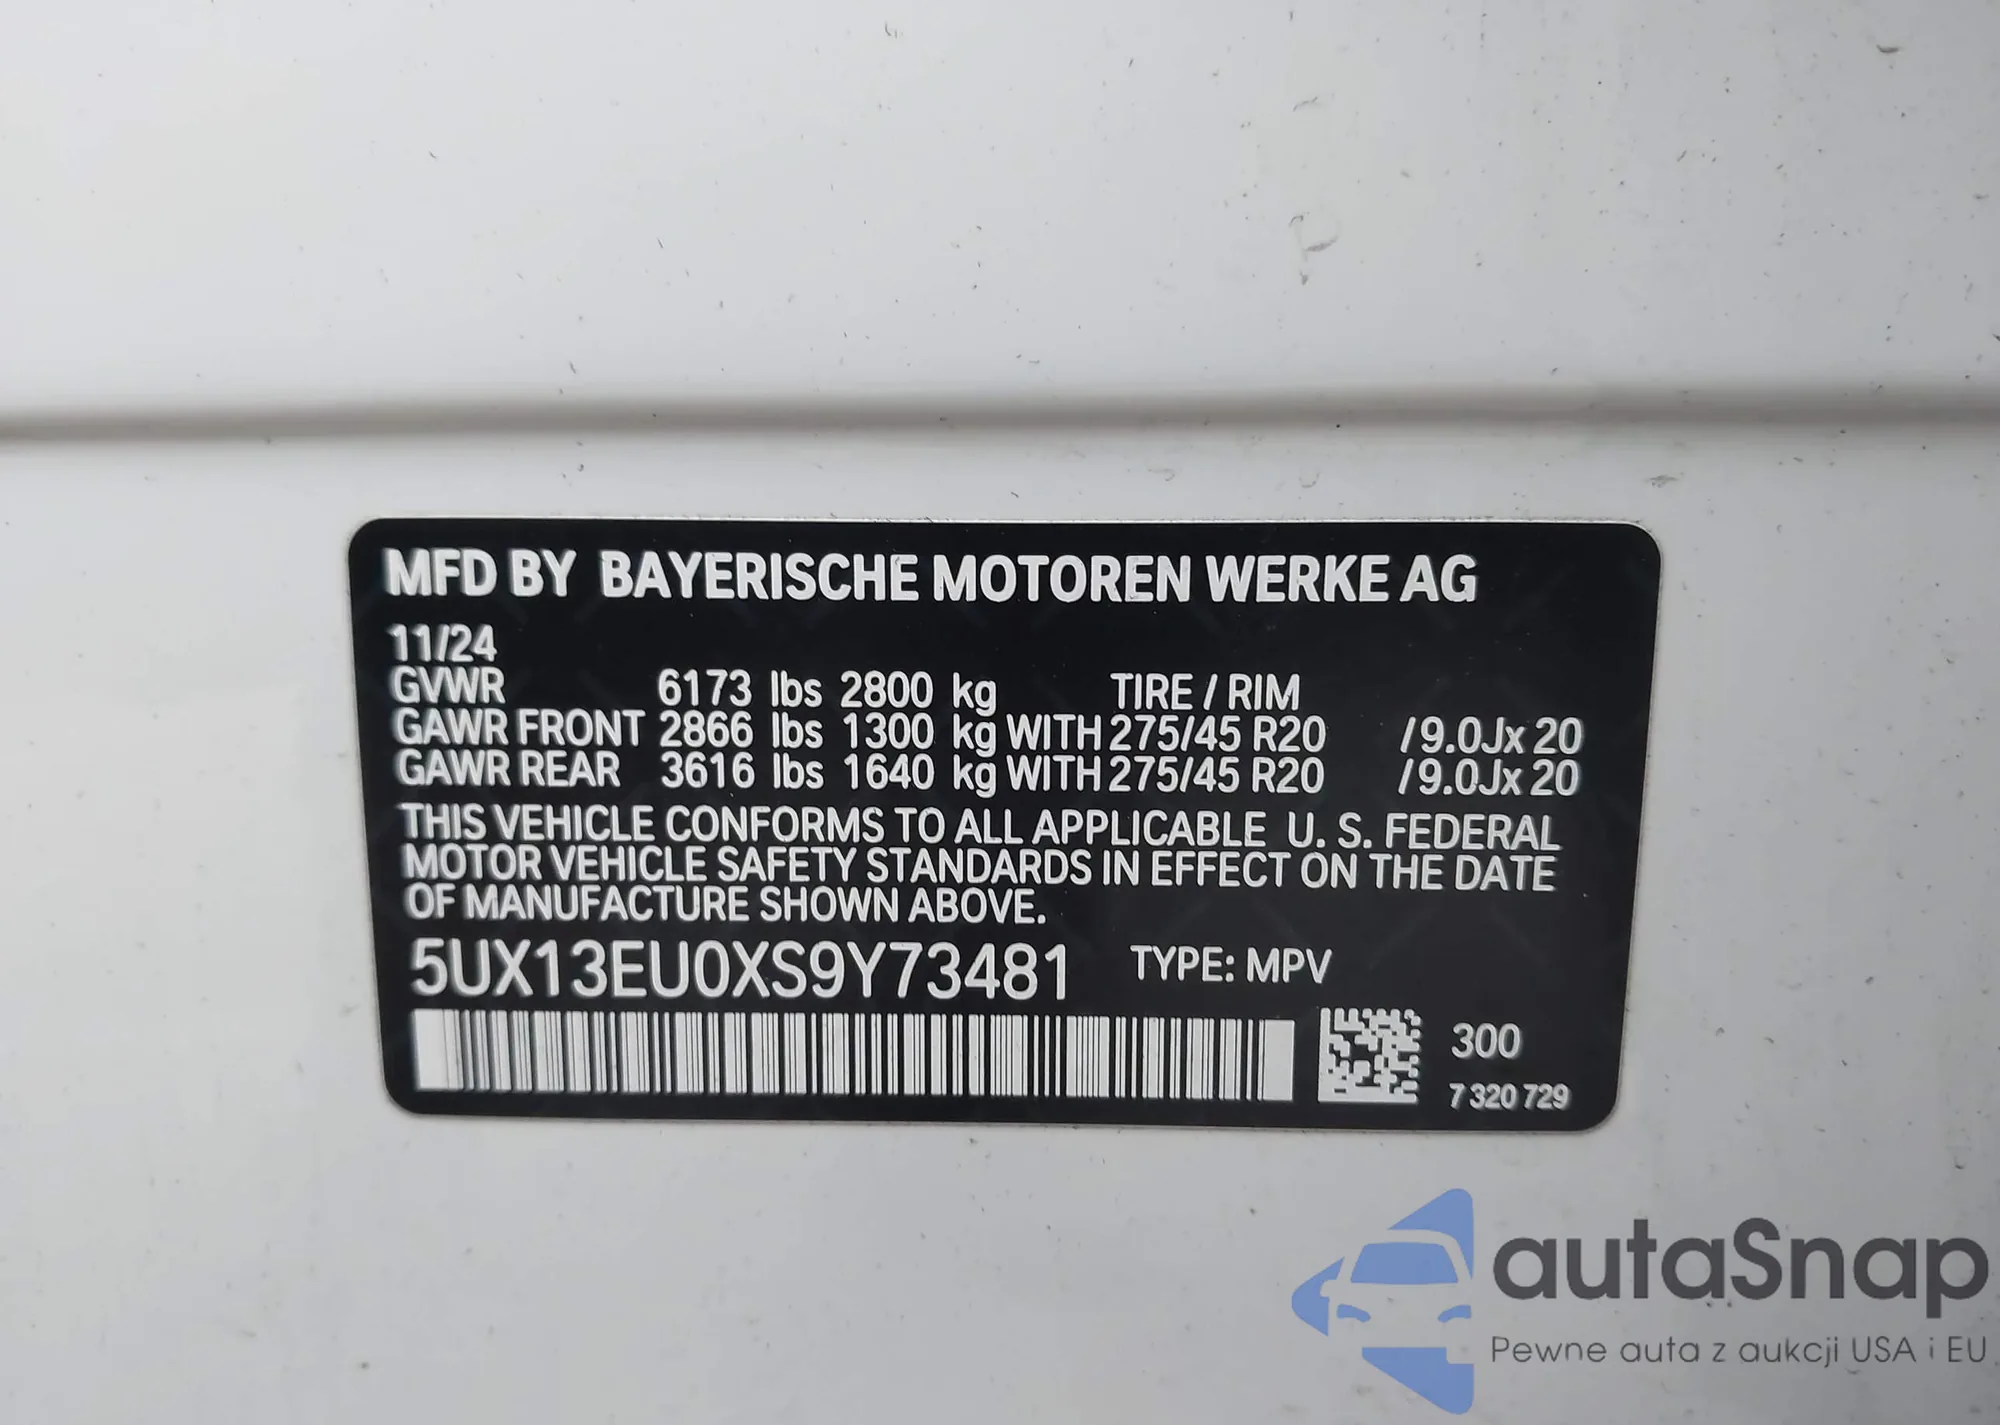 MFD BY BAYERISCHE MOTOREN WERKE AG
11/24
GVWR 6173 lbs 2800 kg TIRE / RIM
GAWR FRONT 2866 lbs 1300 kg WITH 275/45 R20 /9.0Jx 20
GAWR REAR 3616 lbs 1640 kg WITH 275/45 R20 /9.0Jx 20
THIS VEHICLE CONFORMS TO ALL APPLICABLE U. S. FEDERAL
MOTOR VEHICLE SAFETY STANDARDS IN EFFECT ON THE DATE
OF MANUFACTURE SHOWN ABOVE.
5UX13EU0XS9Y73481 TYPE: MPV
300
7 320 729
autaSnap
Pewne auta z aukcji USA i EU